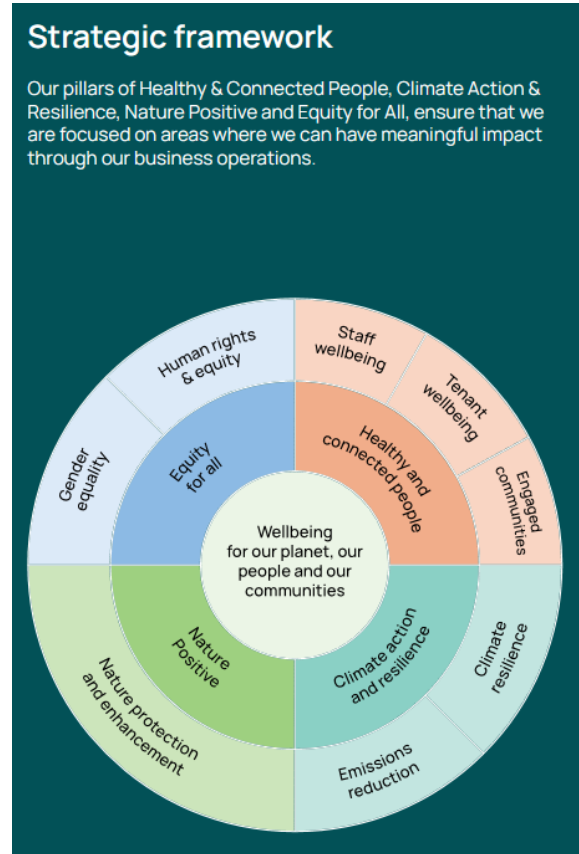 Strategic framework
Our pillars of Healthy & Connected People, Climate Action &
Resilience, Nature Positive and Equity for All, ensure that we
are focused on areas where we can have meaningful impact
through our business operations.
Human rights
& equity
Staff
wellbeing
Tenant
wellbeing
Gender
equality
Equity
for all
Healthy and
connected people
Engaged
communities
Wellbeing
for our planet, our
people and our
communities
Nature
Positive
Climate action
and resilience
Climate
resilience
Nature protection
and enhancement
Emissions
reduction